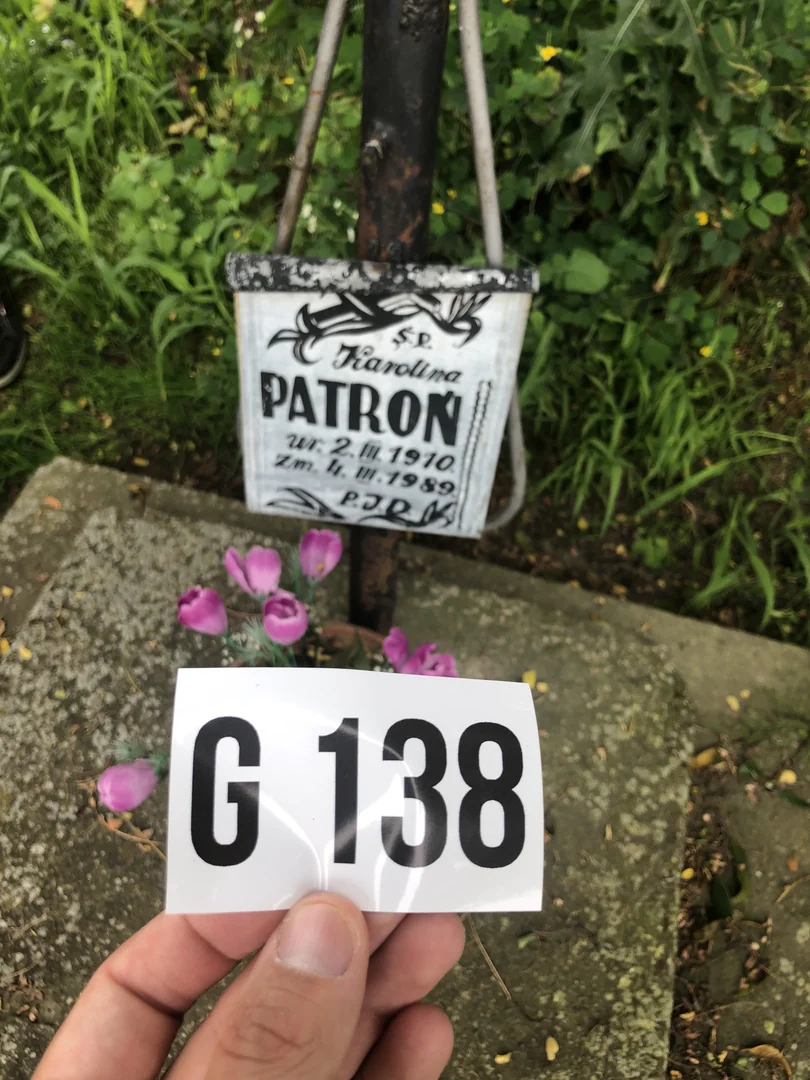 Ś.P.
Karolina
PATROŃ
ur. 2.III.1910
zm. 4.III.1989
P.J.D.
G 138